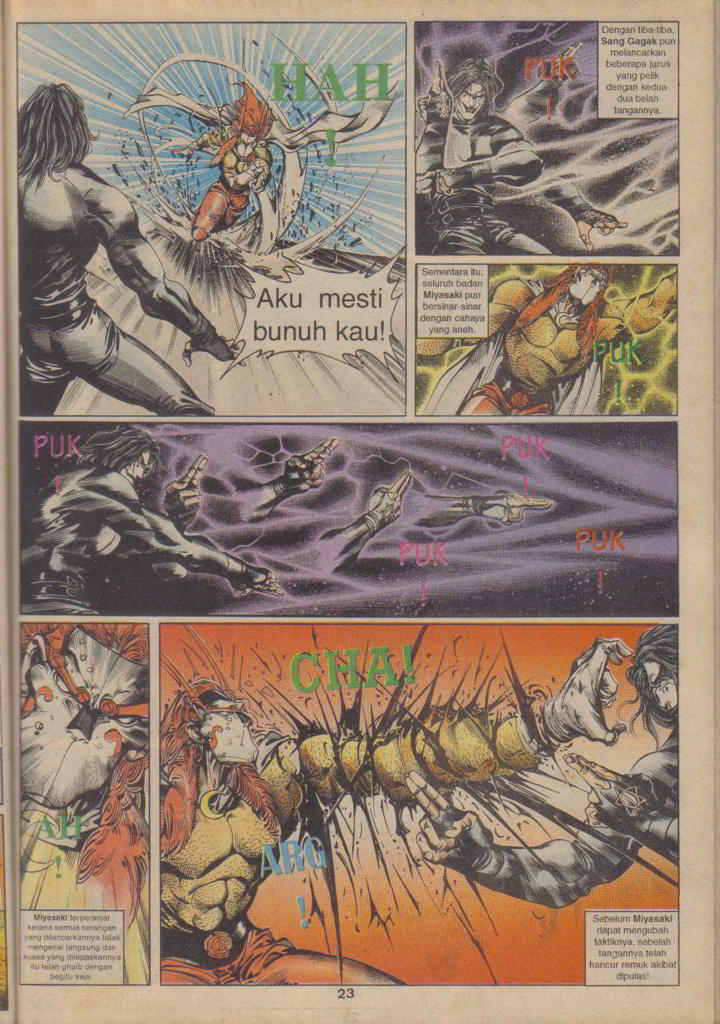 HAH
!
Aku mesti
bunuh kau!
Dengan tiba-tiba,
Sang Gagak pun
melancarkan
beberapa jurus
yang pelik
dengan kedua-
dua belah
tangannya.
PUK
!
Sementara itu,
seluruh badan
Miyasaki pun
bersinar-sinar
dengan cahaya
yang aneh.
PUK
!
PUK
!
PUK
!
PUK
!
PUK
!
AH
!
Miyasaki terperanjat
kerana semua serangan
yang dilancarkannya tidak
mengenai langsung dan
kuasa yang dilepaskannya
itu telah ghaib dengan
begitu saja.
CHA!
ARG
!
Sebelum Miyasaki
dapat mengubah
taktiknya, sebelah
tangannya telah
hancur remuk akibat
dipulas!
23